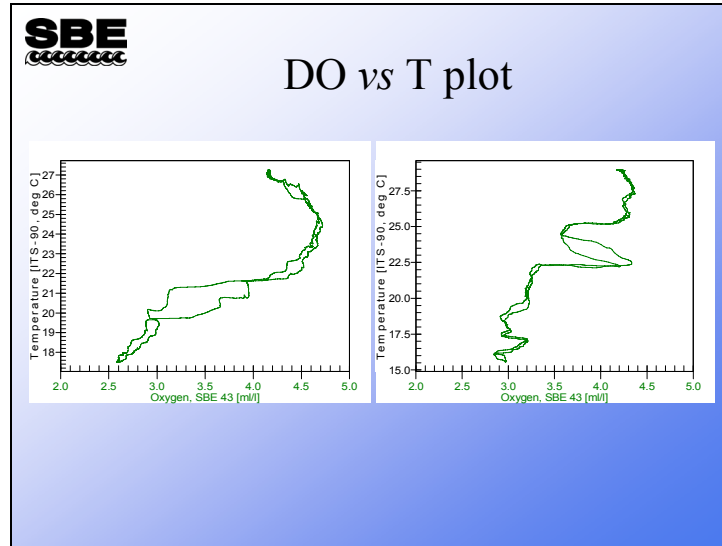 SBE
DO vs T plot
Temperature [ITS-90, deg C]
27
26
25
24
23
22
21
20
19
18
2.0 2.5 3.0 3.5 4.0 4.5 5.0
Oxygen, SBE 43 [ml/l]
Temperature [ITS-90, deg C]
27.5
25.0
22.5
20.0
17.5
15.0
2.0 2.5 3.0 3.5 4.0 4.5 5.0
Oxygen, SBE 43 [ml/l]